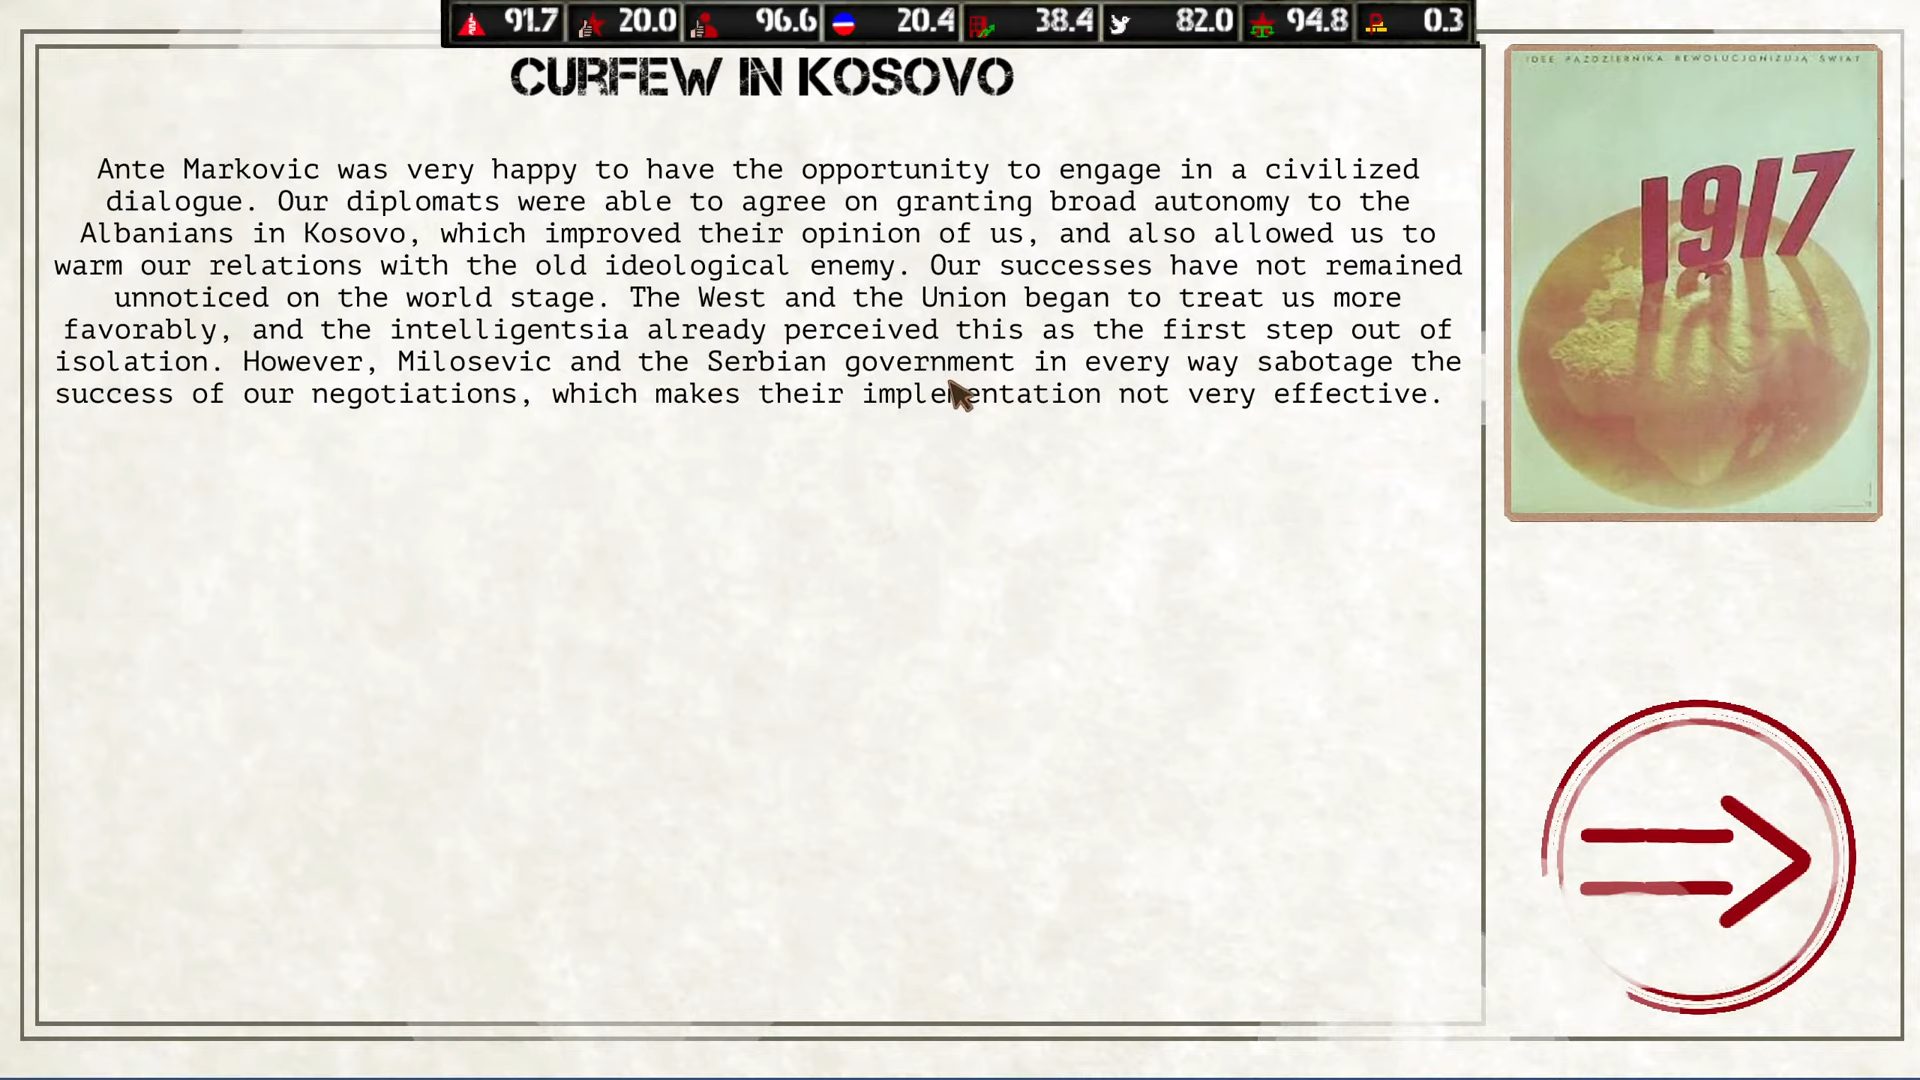 91.7 20.0 96.6 20.4 38.4 82.0 94.8 0.3
CURFEW IN KOSOVO
Ante Markovic was very happy to have the opportunity to engage in a civilized
dialogue. Our diplomats were able to agree on granting broad autonomy to the
Albanians in Kosovo, which improved their opinion of us, and also allowed us to
warm our relations with the old ideological enemy. Our successes have not remained
unnoticed on the world stage. The West and the Union began to treat us more
favorably, and the intelligentsia already perceived this as the first step out of
isolation. However, Milosevic and the Serbian government in every way sabotage the
success of our negotiations, which makes their implementation not very effective.
IDEE PAŹDZIERNIKA REWOLUCJONIZUJĄ ŚWIAT
1917